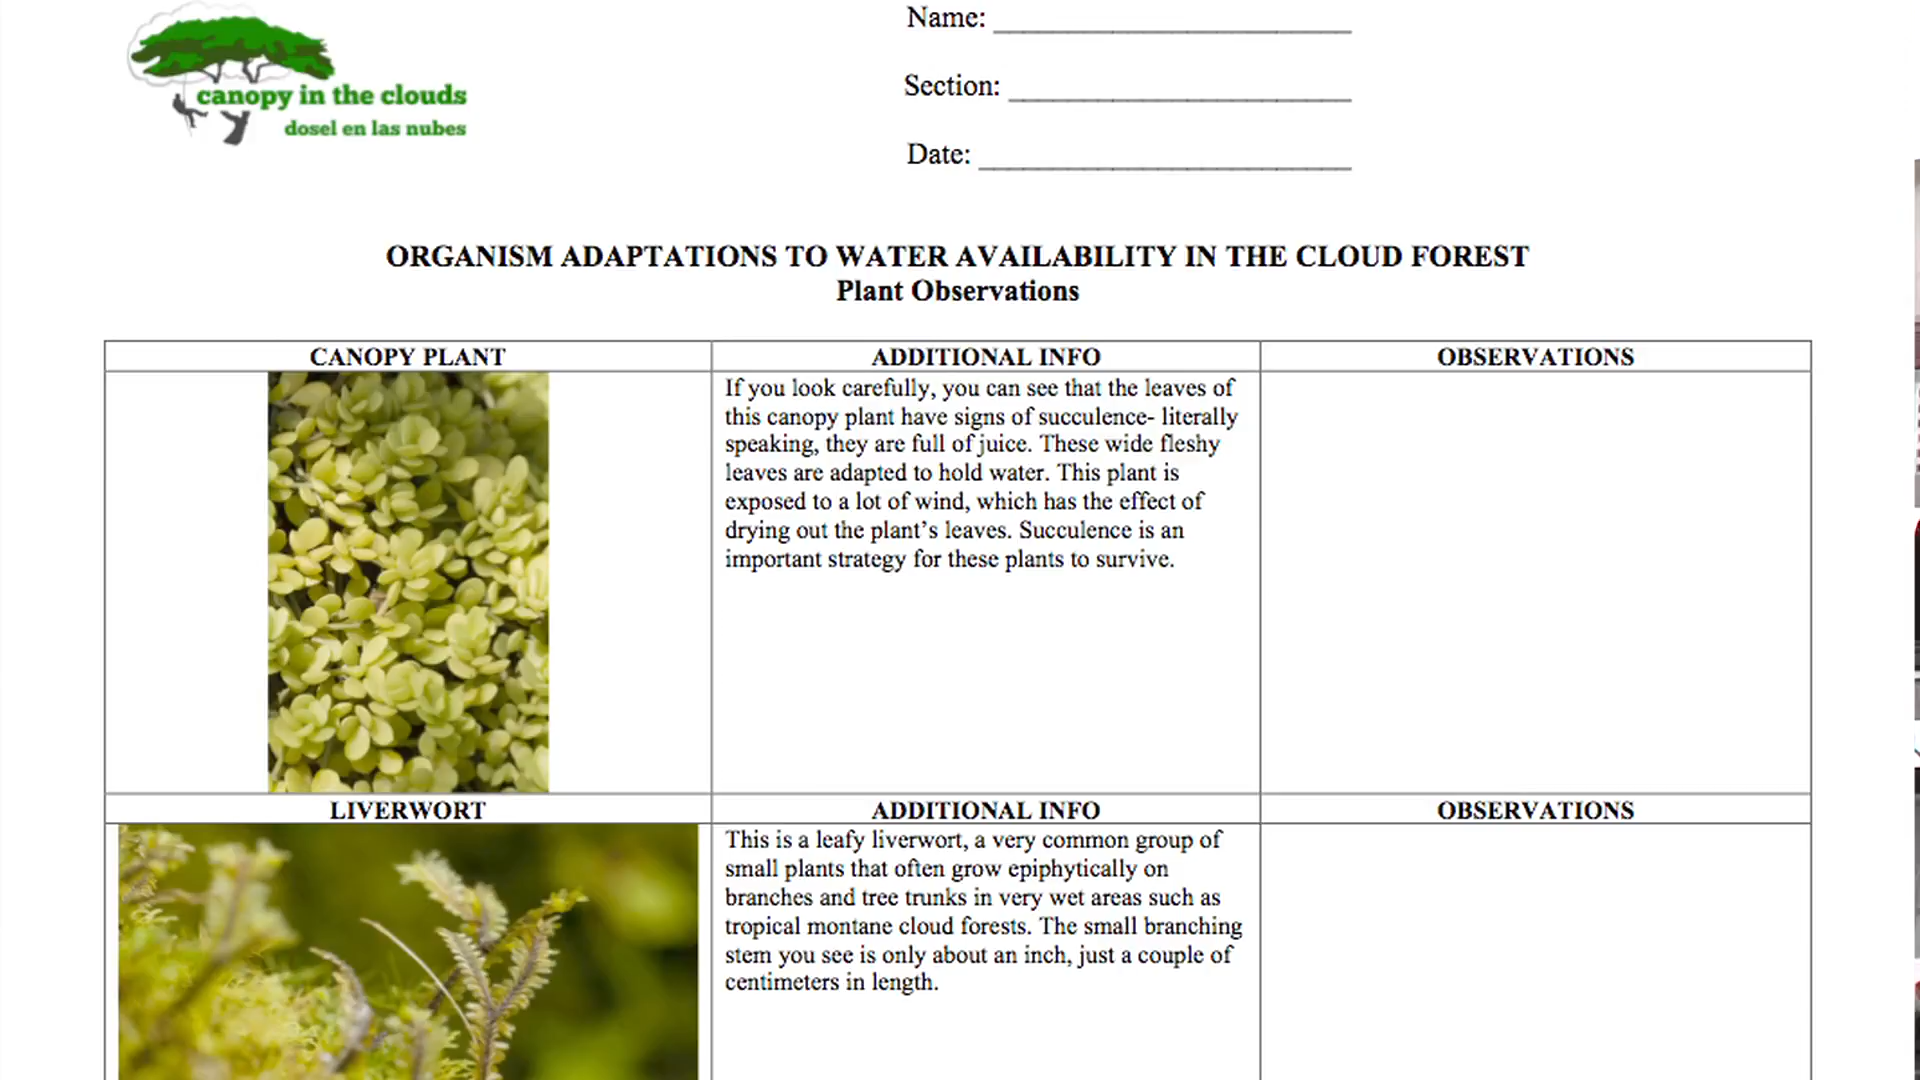 canopy in the clouds
dosel en las nubes
Name:
Section:
Date:
ORGANISM ADAPTATIONS TO WATER AVAILABILITY IN THE CLOUD FOREST
Plant Observations
CANOPY PLANT
ADDITIONAL INFO
OBSERVATIONS
If you look carefully, you can see that the leaves of
this canopy plant have signs of succulence- literally
speaking, they are full of juice. These wide fleshy
leaves are adapted to hold water. This plant is
exposed to a lot of wind, which has the effect of
drying out the plant's leaves. Succulence is an
important strategy for these plants to survive.
LIVERWORT
ADDITIONAL INFO
OBSERVATIONS
This is a leafy liverwort, a very common group of
small plants that often grow epiphytically on
branches and tree trunks in very wet areas such as
tropical montane cloud forests. The small branching
stem you see is only about an inch, just a couple of
centimeters in length.